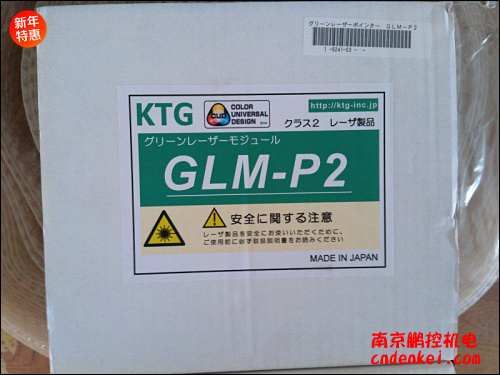 新年
特惠
グリーンレーザーポインター GLM-P2
1-9241-03- -
KTG
CUD
COLOR
UNIVERSAL
DESIGN
http://ktg-inc.jp
クラス2 レーザ製品
グリーンレーザーモジュール
GLM-P2
安全に関する注意
レーザ製品を安全にお使いいただくために、
ご使用前に必ず取扱説明書をお読みください
MADE IN JAPAN
南京鹏控机电
cndenkei.com